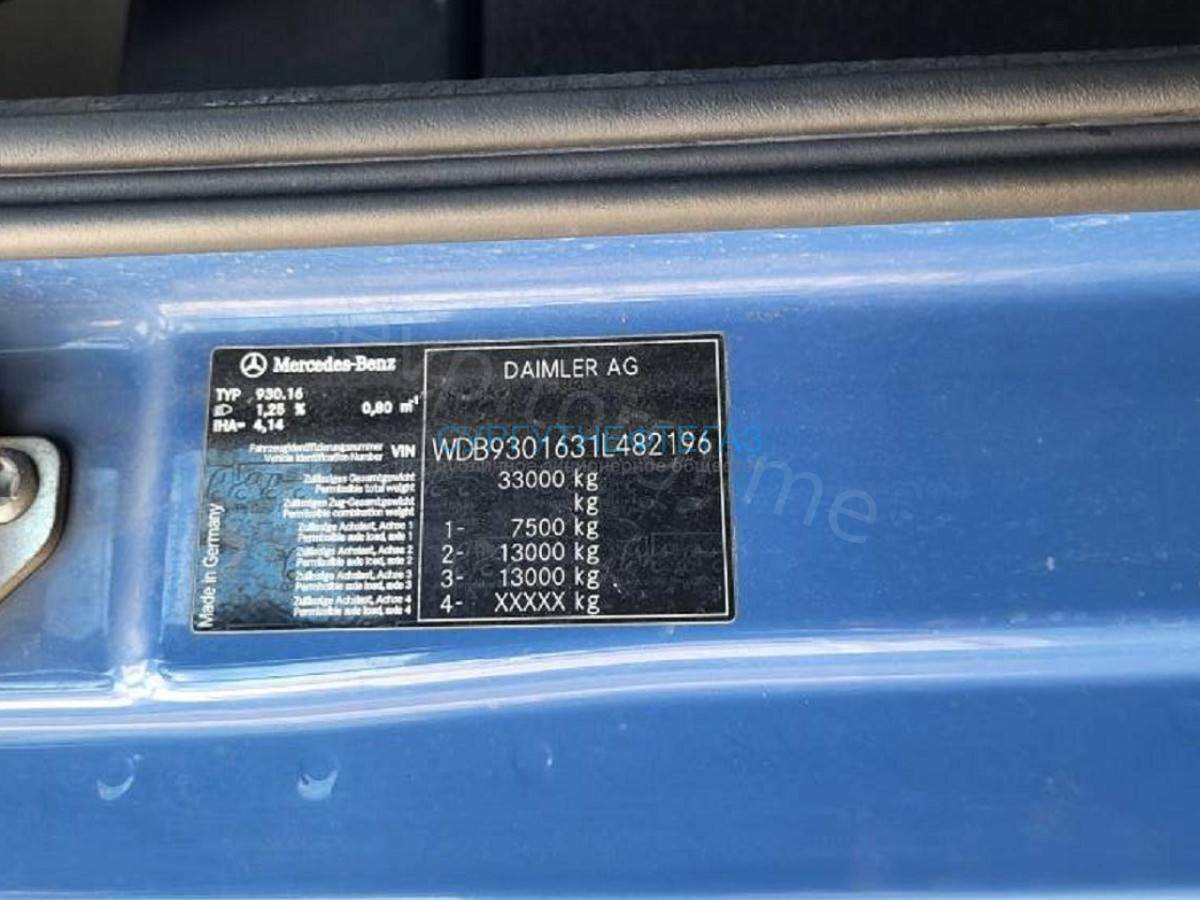 Mercedes-Benz
DAIMLER AG
TYP 930.16
1,25 % 0,80 m⁻¹
IHA= 4,14
Fahrzeugidentifizierungsnummer
Vehicle Identification Number
VIN WDB9301631L482196
Zulässiges Gesamtgewicht
Permissible total weight
33000 kg
Zulässiges Zug-Gesamtgewicht
Permissible combination weight
kg
Zulässige Achslast, Achse 1
Permissible axle load, axle 1
1- 7500 kg
Zulässige Achslast, Achse 2
Permissible axle load, axle 2
2- 13000 kg
Zulässige Achslast, Achse 3
Permissible axle load, axle 3
3- 13000 kg
Zulässige Achslast, Achse 4
Permissible axle load, axle 4
4- XXXXX kg
Made in Germany
СУРГУТНЕФТЕГАЗ